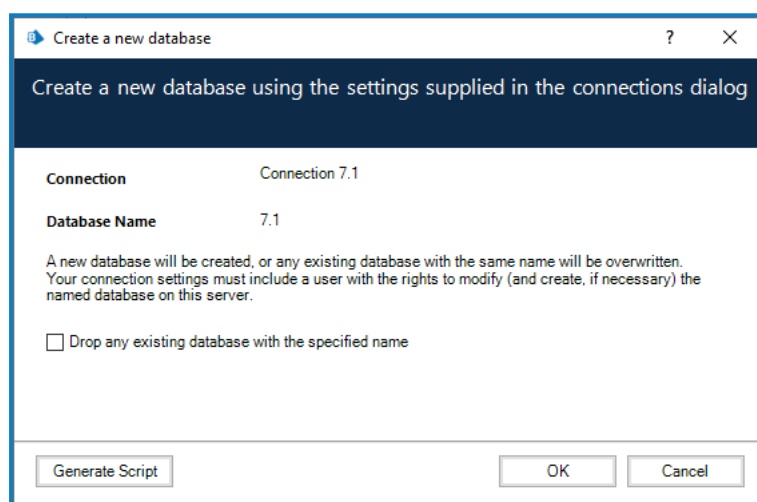 Create a new database
?
Create a new database using the settings supplied in the connections dialog
Connection Connection 7.1
Database Name 7.1
A new database will be created, or any existing database with the same name will be overwritten.
Your connection settings must include a user with the rights to modify (and create, if necessary) the
named database on this server.
Drop any existing database with the specified name
Generate Script OK Cancel